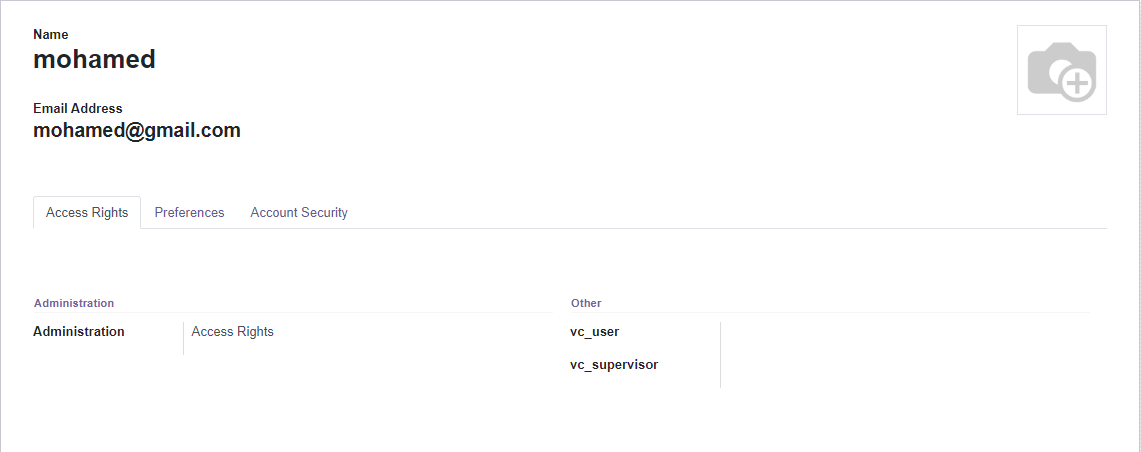 Name
mohamed
Email Address
mohamed@gmail.com
Access Rights Preferences Account Security
Administration Other
Administration Access Rights vc_user
vc_supervisor